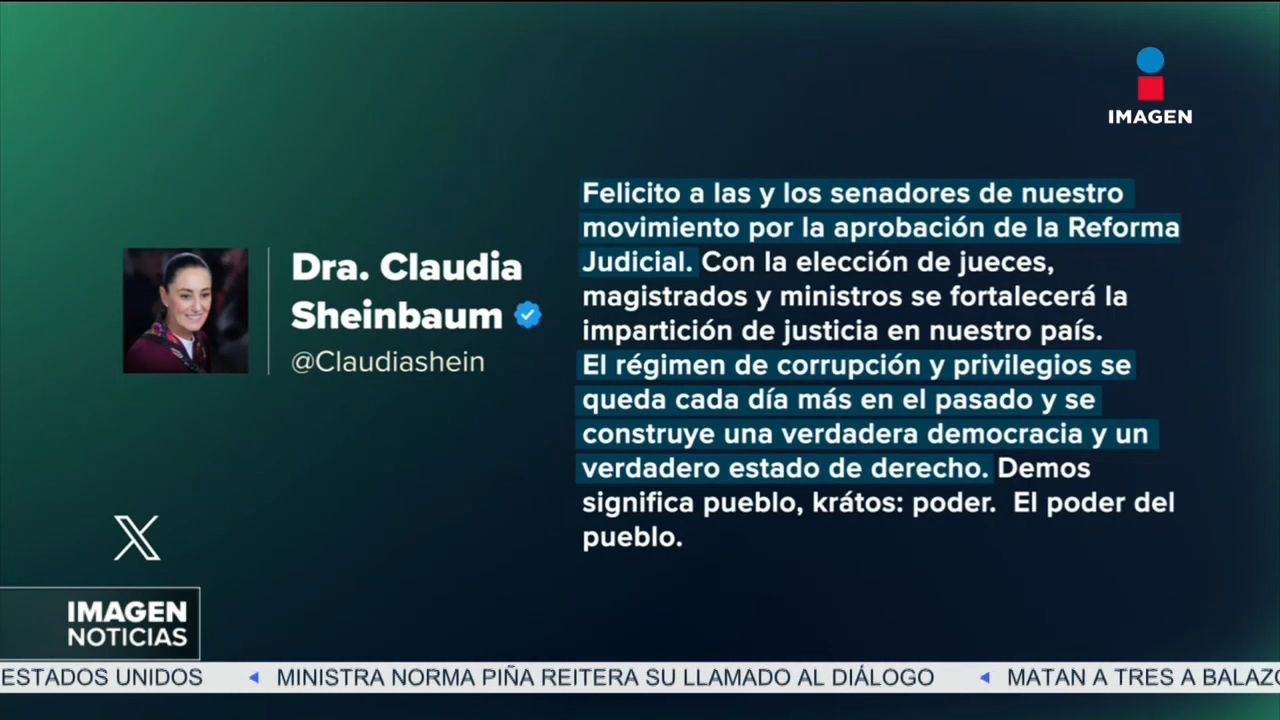 IMAGEN
Felicito a las y los senadores de nuestro
movimiento por la aprobación de la Reforma
Judicial. Con la elección de jueces,
magistrados y ministros se fortalecerá la
impartición de justicia en nuestro país.
El régimen de corrupción y privilegios se
queda cada día más en el pasado y se
construye una verdadera democracia y un
verdadero estado de derecho. Demos
significa pueblo, krátos: poder.  El poder del
pueblo.
Dra. Claudia
Sheinbaum
@Claudiashein
IMAGEN
NOTICIAS
ESTADOS UNIDOS MINISTRA NORMA PIÑA REITERA SU LLAMADO AL DIÁLOGO MATAN A TRES A